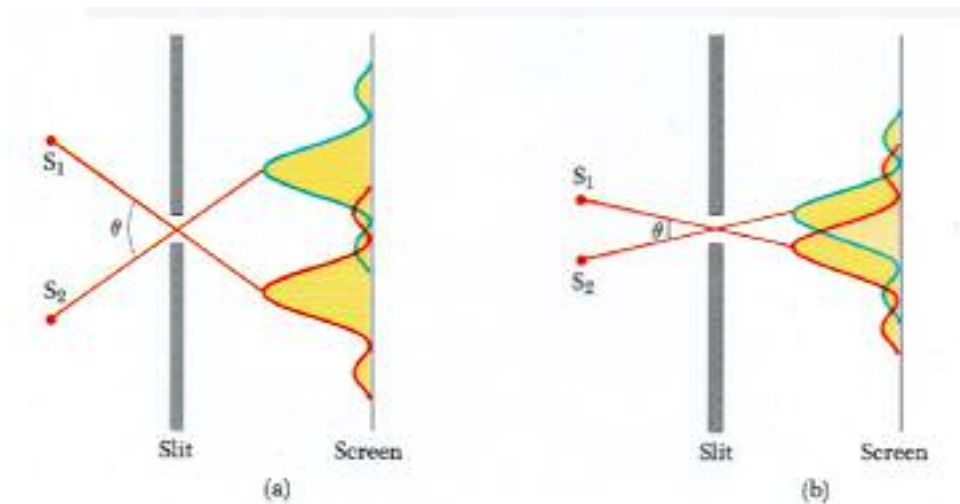 S₁
θ
S₂
Slit
Screen
(a)
S₁
θ
S₂
Slit
Screen
(b)